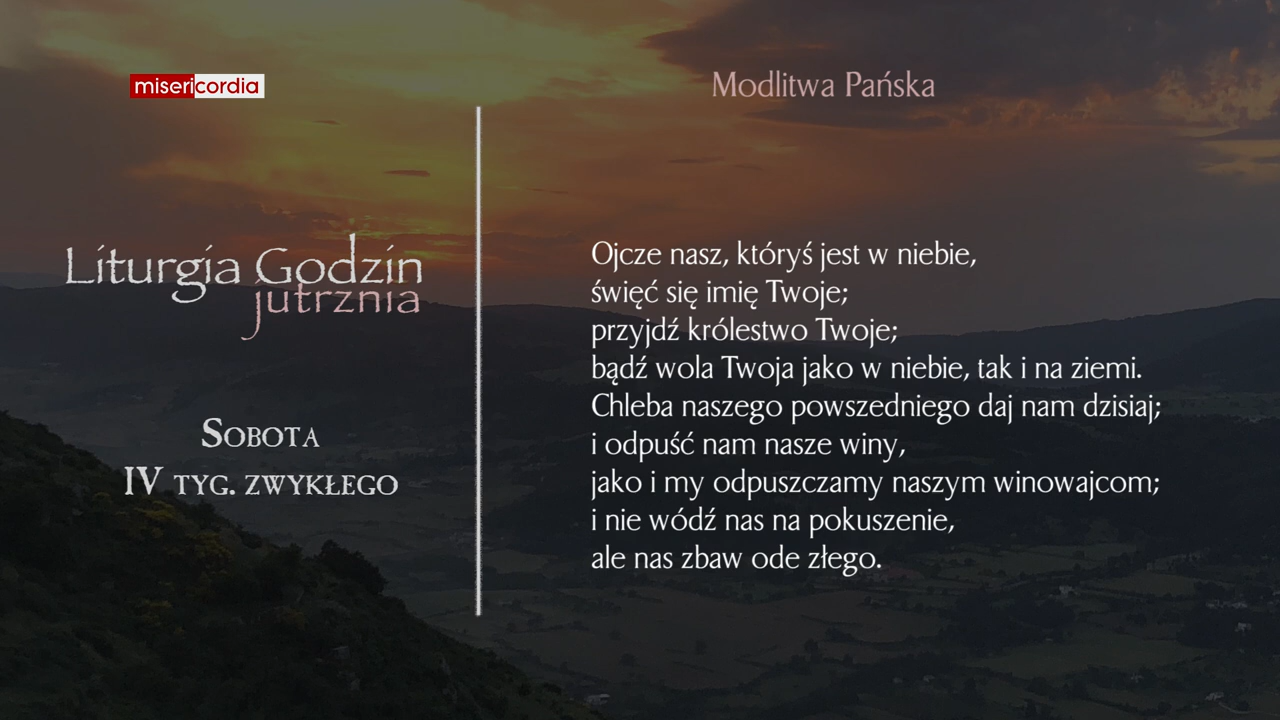 misericordia
Liturgia Godzin
jutrznia
Sobota
IV tyg. zwykłego
Modlitwa Pańska
Ojcze nasz, któryś jest w niebie,
święć się imię Twoje;
przyjdź królestwo Twoje;
bądź wola Twoja jako w niebie, tak i na ziemi.
Chleba naszego powszedniego daj nam dzisiaj;
i odpuść nam nasze winy,
jako i my odpuszczamy naszym winowajcom;
i nie wódź nas na pokuszenie,
ale nas zbaw ode złego.